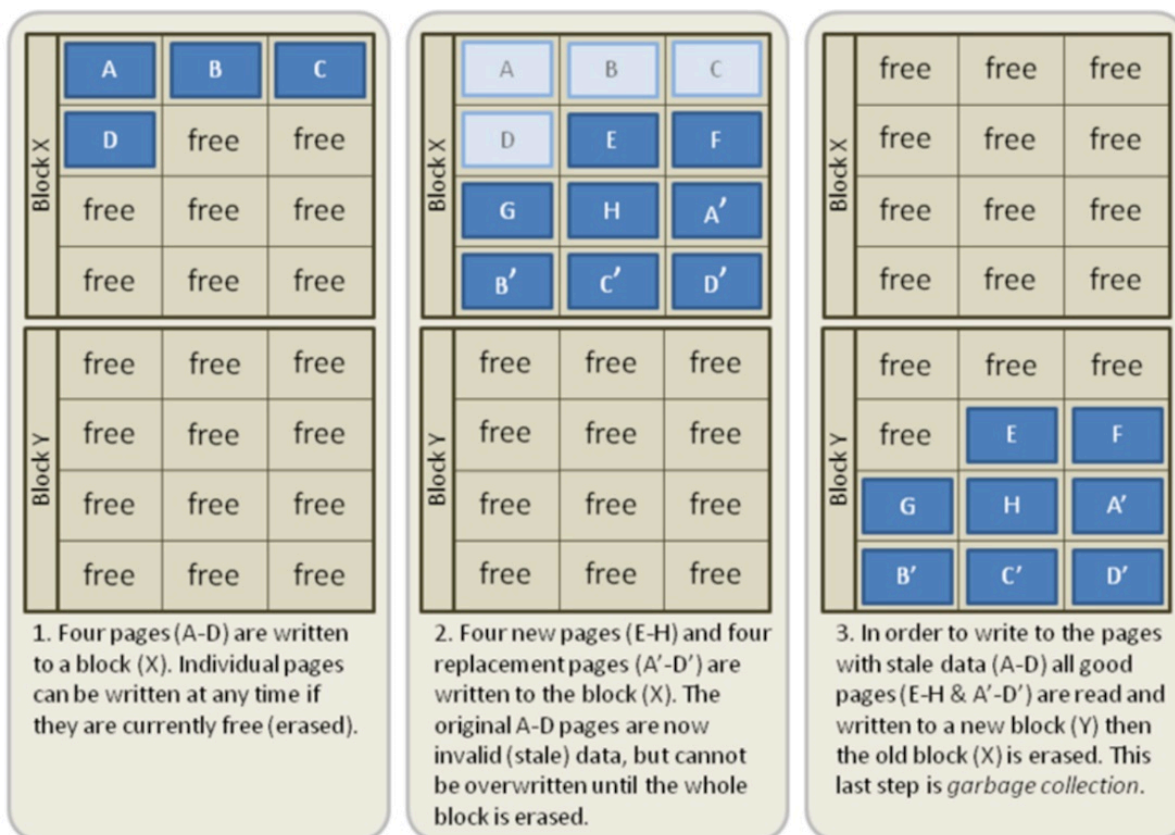 Block X
A B C
D free free
free free free
free free free
Block Y
free free free
free free free
free free free
free free free
1. Four pages (A-D) are written
to a block (X). Individual pages
can be written at any time if
they are currently free (erased).
Block X
A B C
D E F
G H A′
B′ C′ D′
Block Y
free free free
free free free
free free free
free free free
2. Four new pages (E-H) and four
replacement pages (A′-D′) are
written to the block (X). The
original A-D pages are now
invalid (stale) data, but cannot
be overwritten until the whole
block is erased.
Block X
free free free
free free free
free free free
free free free
Block Y
free free free
free E F
G H A′
B′ C′ D′
3. In order to write to the pages
with stale data (A-D) all good
pages (E-H & A′-D′) are read and
written to a new block (Y) then
the old block (X) is erased. This
last step is garbage collection.